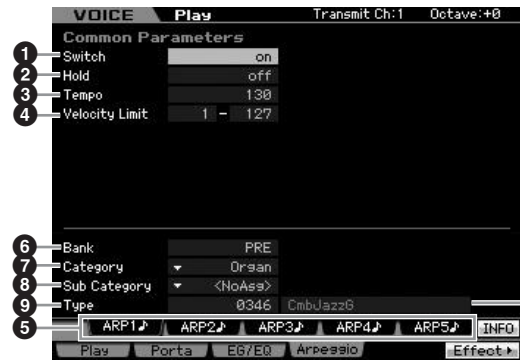 VOICE Play Transmit Ch:1 Octave:+0
Common Parameters
1 Switch on
2 Hold off
3 Tempo 130
4 Velocity Limit 1 - 127
6 Bank PRE
7 Category Organ
8 Sub Category <NoAsg>
9 Type 0346 CmbJazzG
5 ARP1♪ ARP2♪ ARP3♪ ARP4♪ ARP5♪ INFO
Play Porta EG/EQ Arpeggio Effect